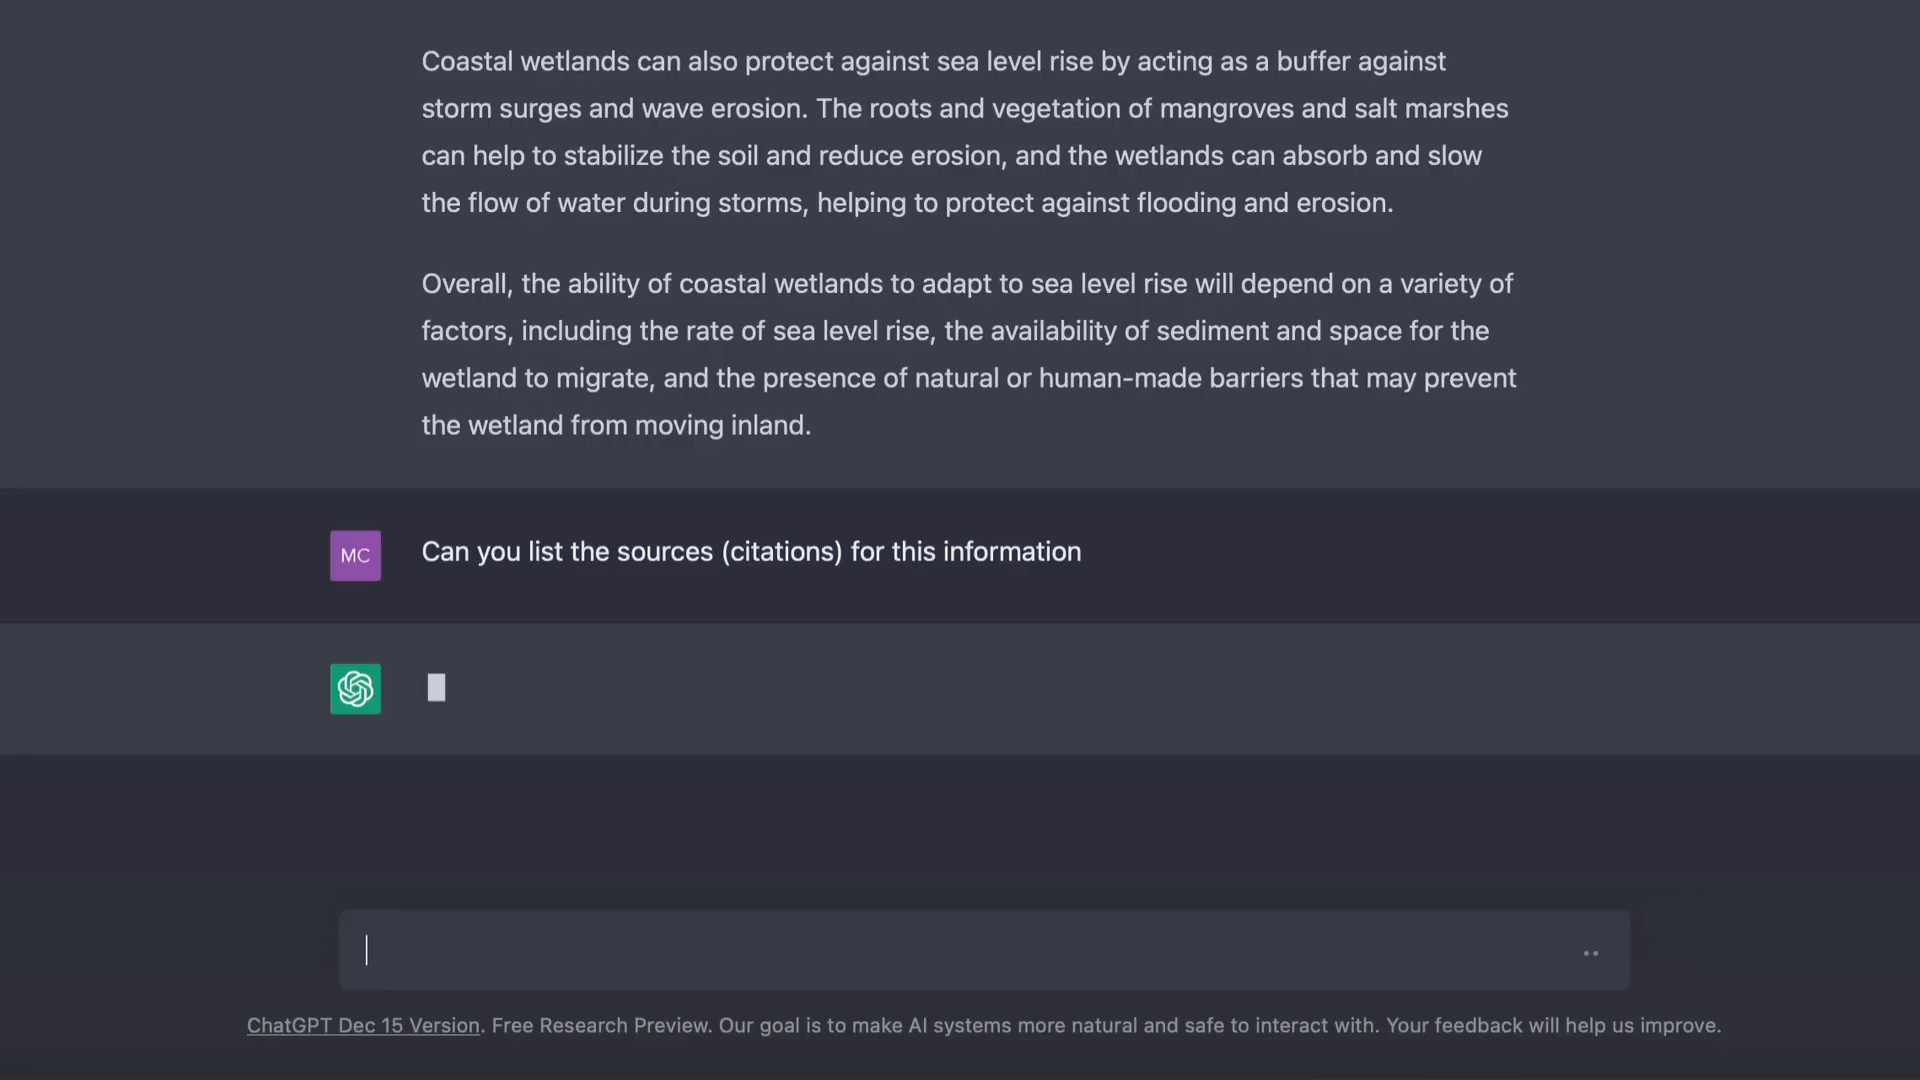 Coastal wetlands can also protect against sea level rise by acting as a buffer against
storm surges and wave erosion. The roots and vegetation of mangroves and salt marshes
can help to stabilize the soil and reduce erosion, and the wetlands can absorb and slow
the flow of water during storms, helping to protect against flooding and erosion.
Overall, the ability of coastal wetlands to adapt to sea level rise will depend on a variety of
factors, including the rate of sea level rise, the availability of sediment and space for the
wetland to migrate, and the presence of natural or human-made barriers that may prevent
the wetland from moving inland.
MC
Can you list the sources (citations) for this information
ChatGPT Dec 15 Version. Free Research Preview. Our goal is to make AI systems more natural and safe to interact with. Your feedback will help us improve.